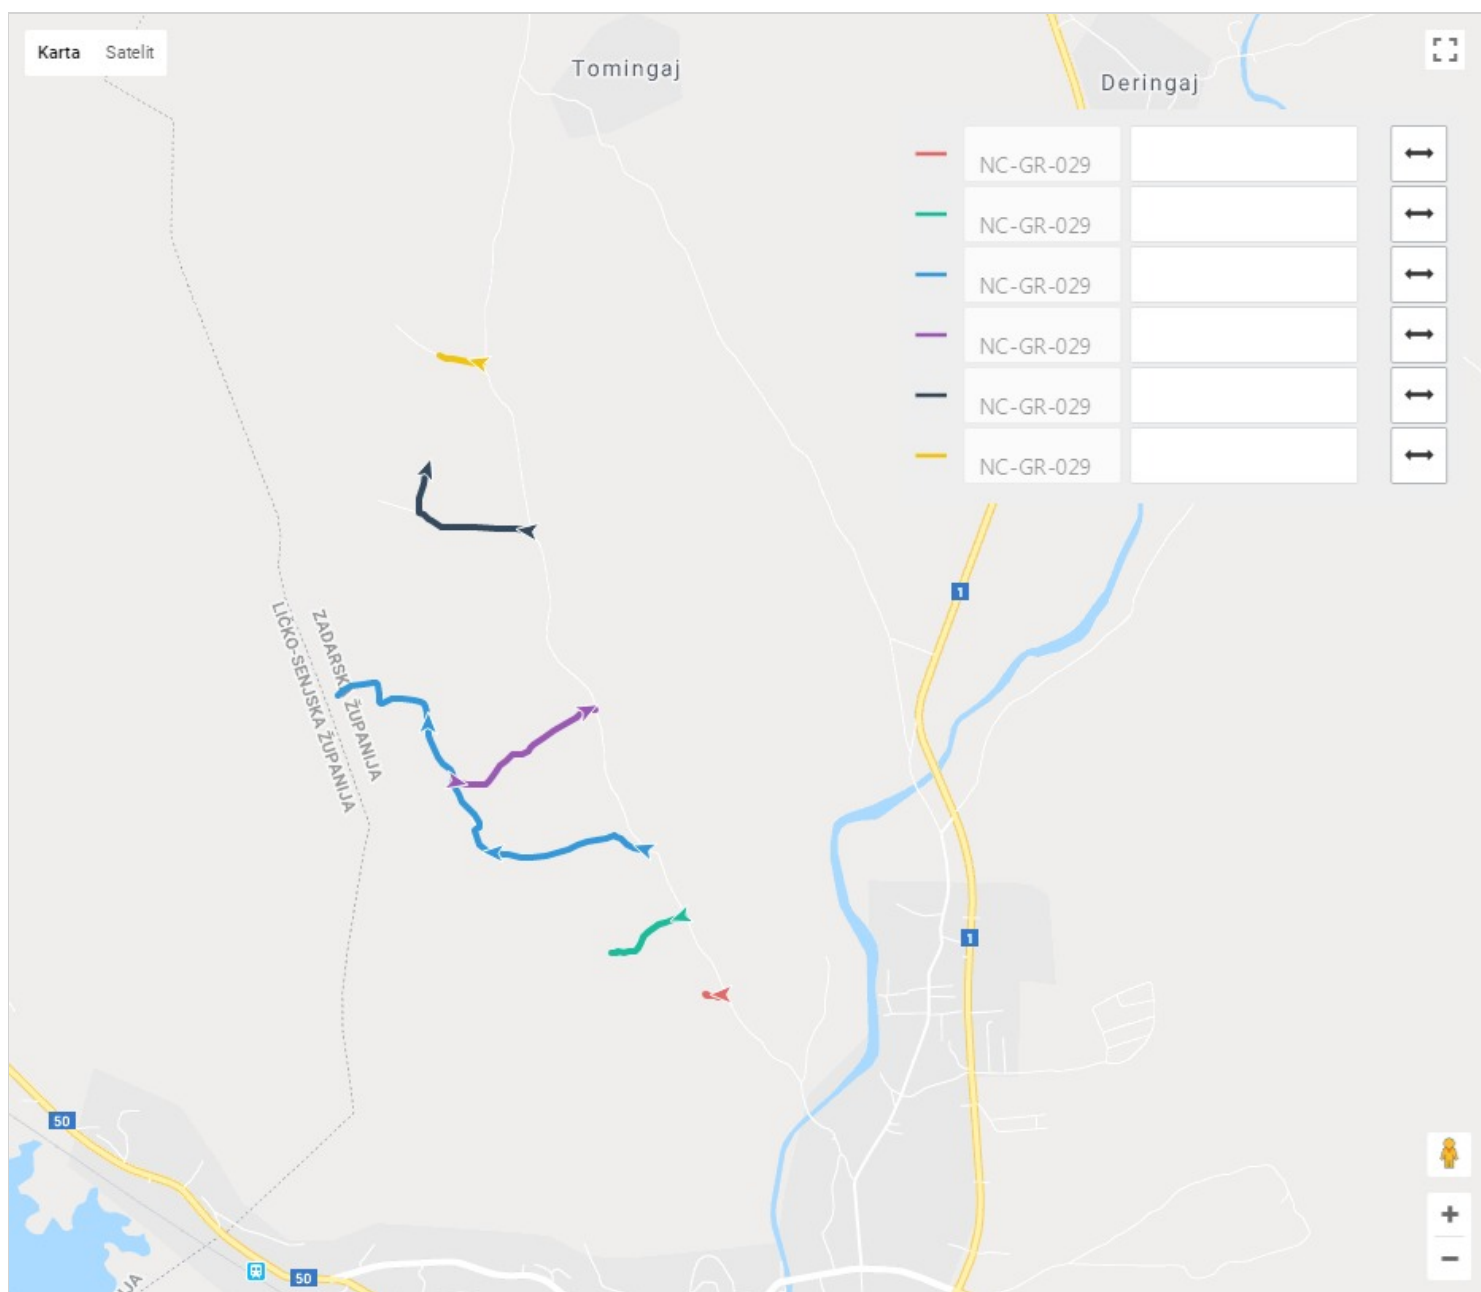 Karta Satelit
Tomingaj
Deringaj
NC-GR-029
NC-GR-029
NC-GR-029
NC-GR-029
NC-GR-029
NC-GR-029
1
ZADARSKA ŽUPANIJA
LIČKO-SENJSKA ŽUPANIJA
1
50
50
+
−